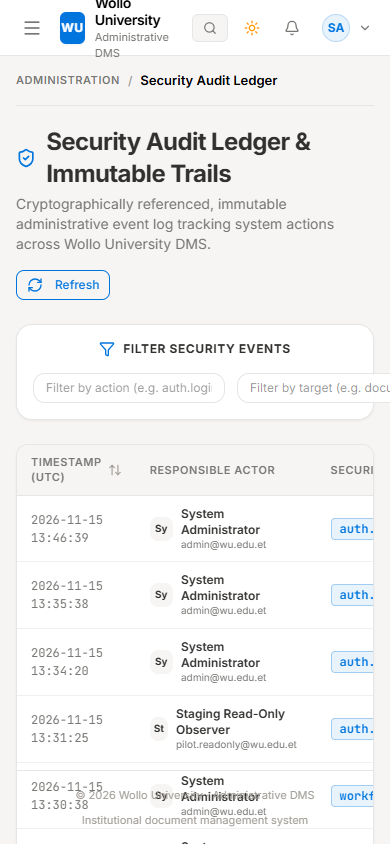 WU
Wollo
University
Administrative
DMS
SA
ADMINISTRATION / Security Audit Ledger
Security Audit Ledger &
Immutable Trails
Cryptographically referenced, immutable
administrative event log tracking system actions
across Wollo University DMS.
Refresh
FILTER SECURITY EVENTS
Filter by action (e.g. auth.logi
Filter by target (e.g. docu
TIMESTAMP
(UTC)
RESPONSIBLE ACTOR
SECURI
2026-11-15
13:46:39
Sy
System
Administrator
admin@wu.edu.et
auth.
2026-11-15
13:35:38
Sy
System
Administrator
admin@wu.edu.et
auth.
2026-11-15
13:34:20
Sy
System
Administrator
admin@wu.edu.et
auth.
2026-11-15
13:31:25
St
Staging Read-Only
Observer
pilot.readonly@wu.edu.et
auth.
2026-11-15
13:30:38
Sy
System
Administrator
admin@wu.edu.et
workf
© 2026 Wollo University Administrative DMS
Institutional document management system